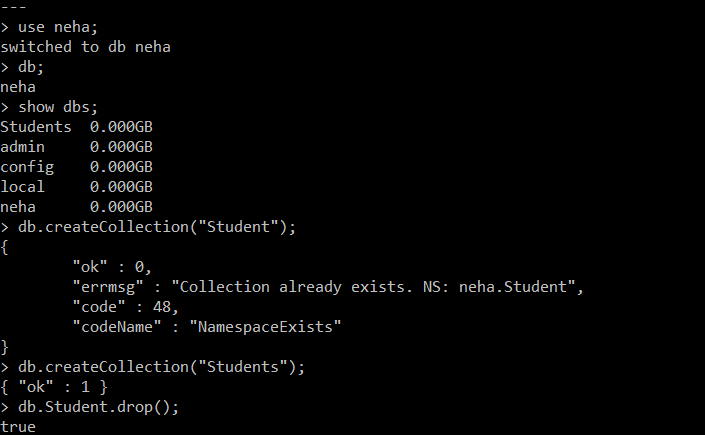 ---
> use neha;
switched to db neha
> db;
neha
> show dbs;
Students  0.000GB
admin     0.000GB
config    0.000GB
local     0.000GB
neha      0.000GB
> db.createCollection("Student");
{
        "ok" : 0,
        "errmsg" : "Collection already exists. NS: neha.Student",
        "code" : 48,
        "codeName" : "NamespaceExists"
}
> db.createCollection("Students");
{ "ok" : 1 }
> db.Student.drop();
true